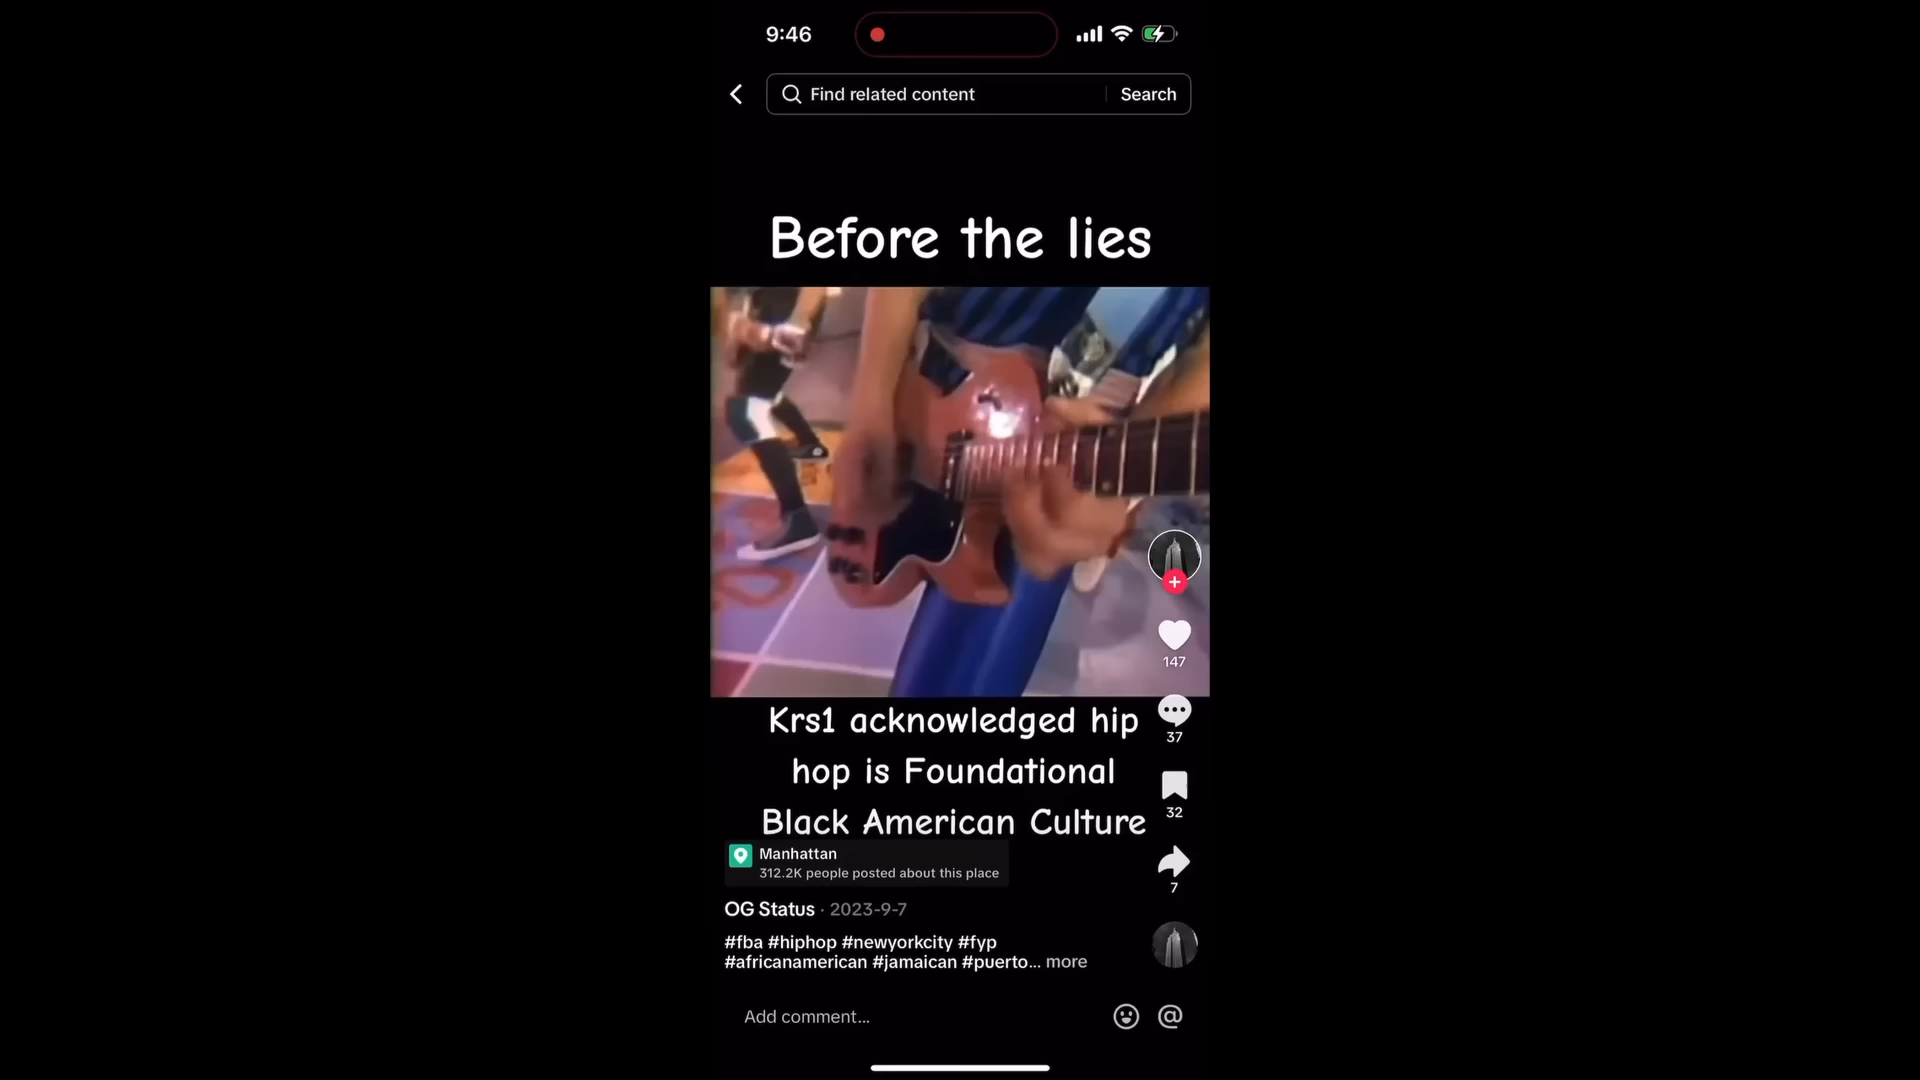 9:46
Find related content
Search
Before the lies
Krs1 acknowledged hip
hop is Foundational
Black American Culture
147
37
32
7
Manhattan
312.2K people posted about this place
OG Status · 2023-9-7
#fba #hiphop #newyorkcity #fyp
#africanamerican #jamaican #puerto... more
Add comment...